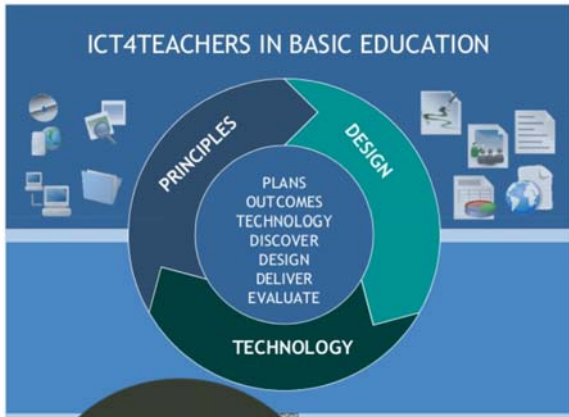 ICT4TEACHERS IN BASIC EDUCATION
PRINCIPLES
DESIGN
PLANS
OUTCOMES
TECHNOLOGY
DISCOVER
DESIGN
DELIVER
EVALUATE
TECHNOLOGY